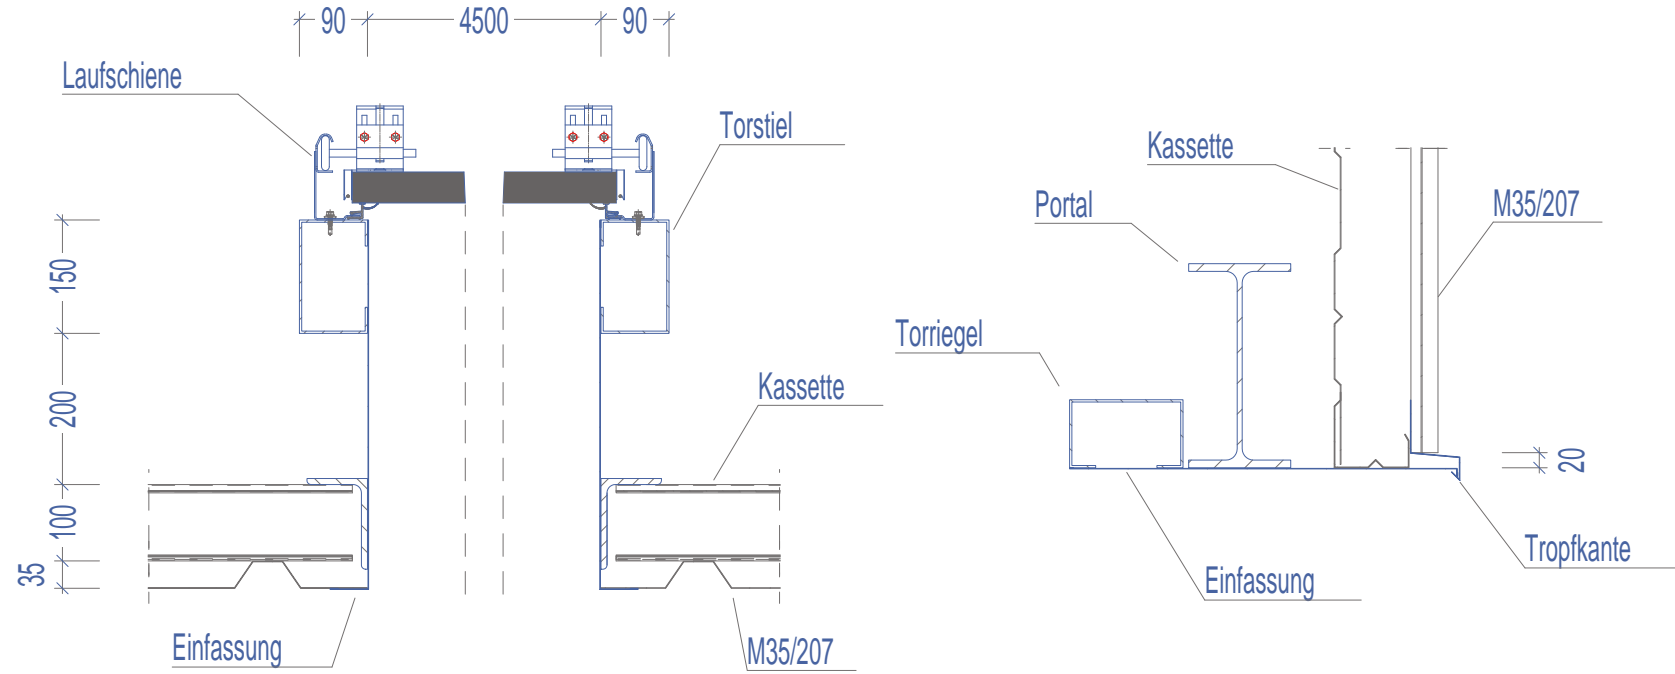 90
4500
90
Laufschiene
Torstiel
150
200
Kassette
100
35
Einfassung
M35/207
Kassette
Portal
M35/207
Torriegel
20
Tropfkante
Einfassung